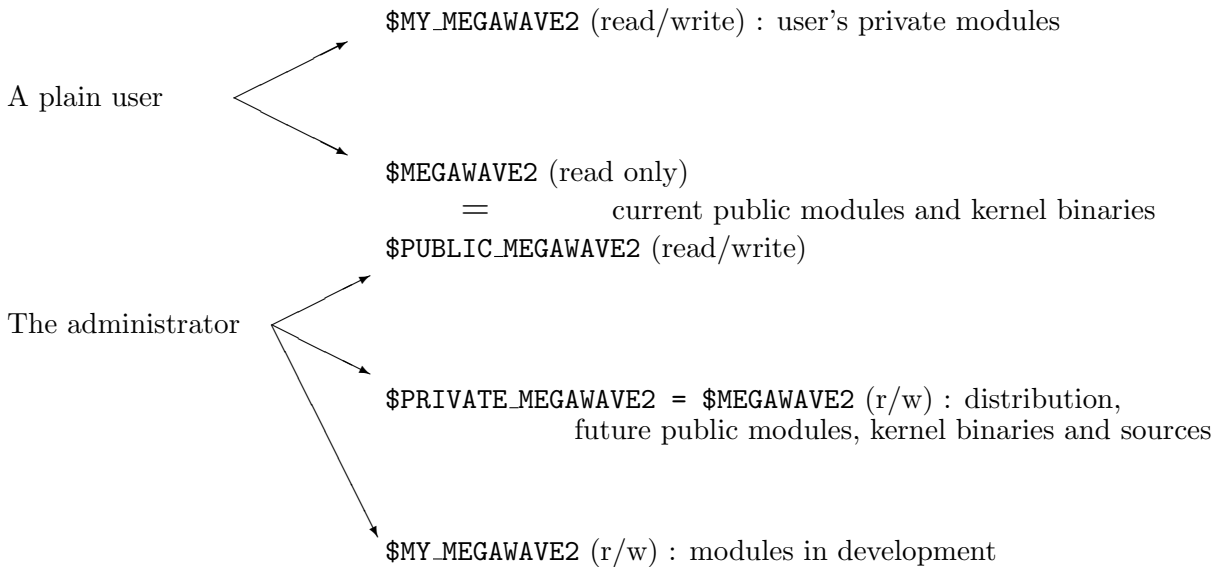 $MY_MEGAWAVE2 (read/write) : user's private modules
A plain user
$MEGAWAVE2 (read only)
= current public modules and kernel binaries
$PUBLIC_MEGAWAVE2 (read/write)
The administrator
$PRIVATE_MEGAWAVE2 = $MEGAWAVE2 (r/w) : distribution,
future public modules, kernel binaries and sources
$MY_MEGAWAVE2 (r/w) : modules in development